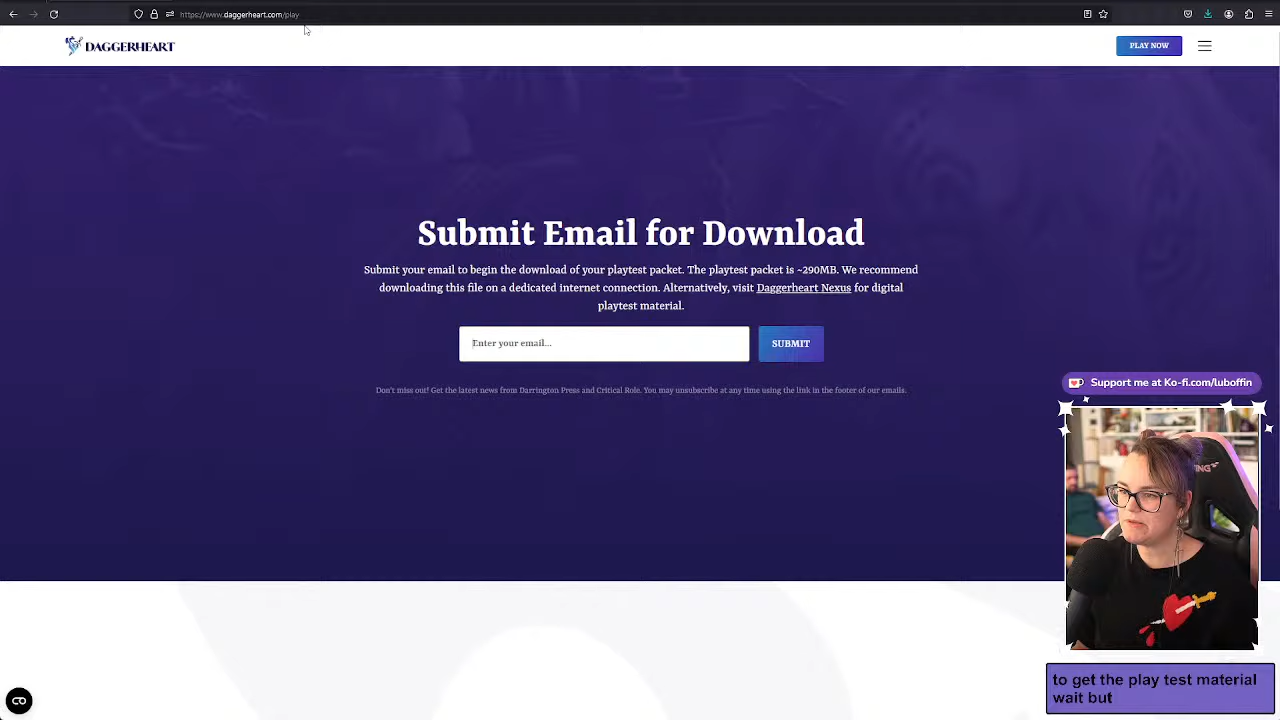 https://www.daggerheart.com/play
DAGGERHEART
PLAY NOW
Submit Email for Download
Submit your email to begin the download of your playtest packet. The playtest packet is ~290MB. We recommend
downloading this file on a dedicated internet connection. Alternatively, visit Daggerheart Nexus for digital
playtest material.
Enter your email...
SUBMIT
Don't miss out! Get the latest news from Darrington Press and Critical Role. You may unsubscribe at any time using the link in the footer of our emails.
Support me at Ko-fi.com/luboffin
to get the play test material
wait but